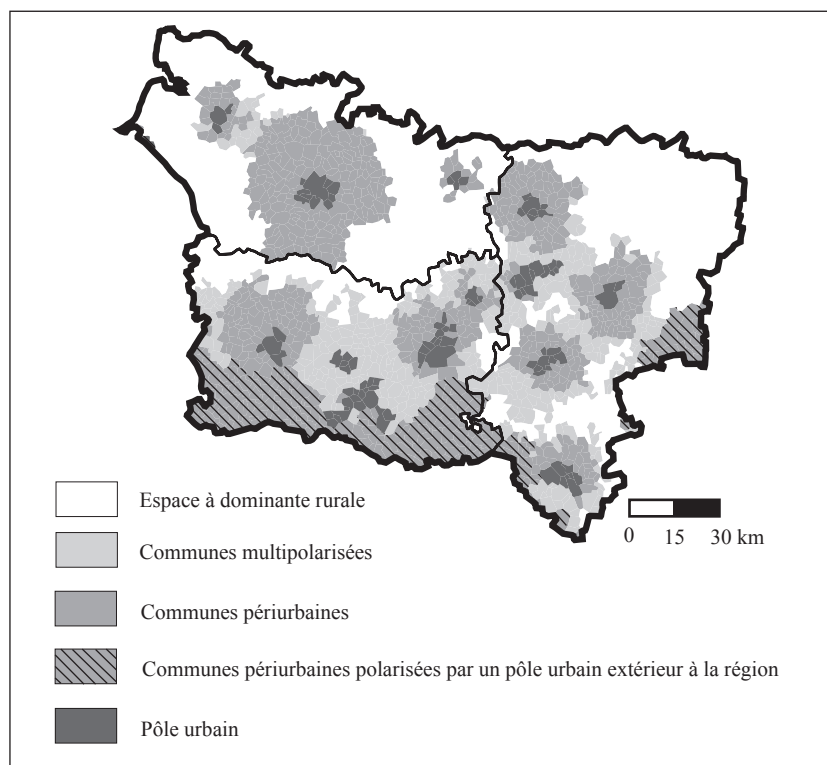 Espace à dominante rurale
Communes multipolarisées
0 15 30 km
Communes périurbaines
Communes périurbaines polarisées par un pôle urbain extérieur à la région
Pôle urbain